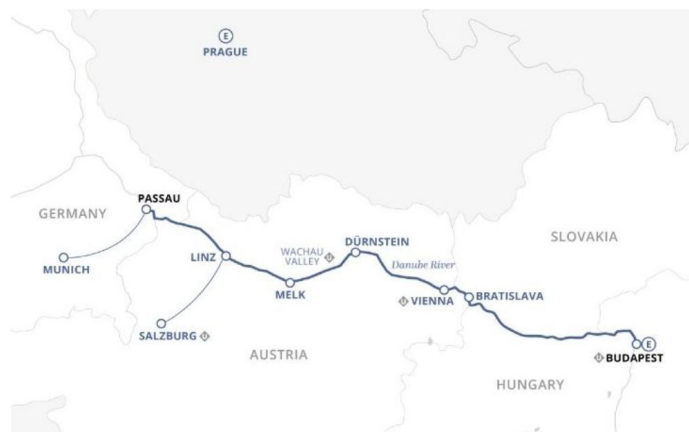 E
PRAGUE
PASSAU
GERMANY
MUNICH
LINZ
WACHAU
VALLEY
DÜRNSTEIN
Danube River
SLOVAKIA
MELK
VIENNA
BRATISLAVA
SALZBURG
AUSTRIA
E
BUDAPEST
HUNGARY